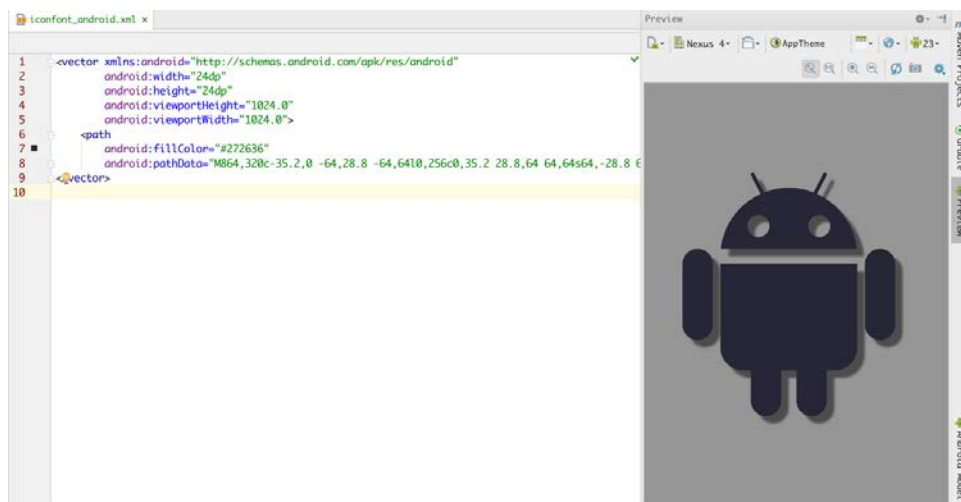 iconfont_android.xml ×
Preview
Nexus 4 AppTheme 23
1 <vector xmlns:android="http://schemas.android.com/apk/res/android"
2 android:width="24dp"
3 android:height="24dp"
4 android:viewportHeight="1024.0"
5 android:viewportWidth="1024.0">
6 <path
7 android:fillColor="#272636"
8 android:pathData="M864,320c-35.2,0 -64,28.8 -64,64l0,256c0,35.2 28.8,64 64,64s64,-28.8 6
9 </vector>
10
Preview